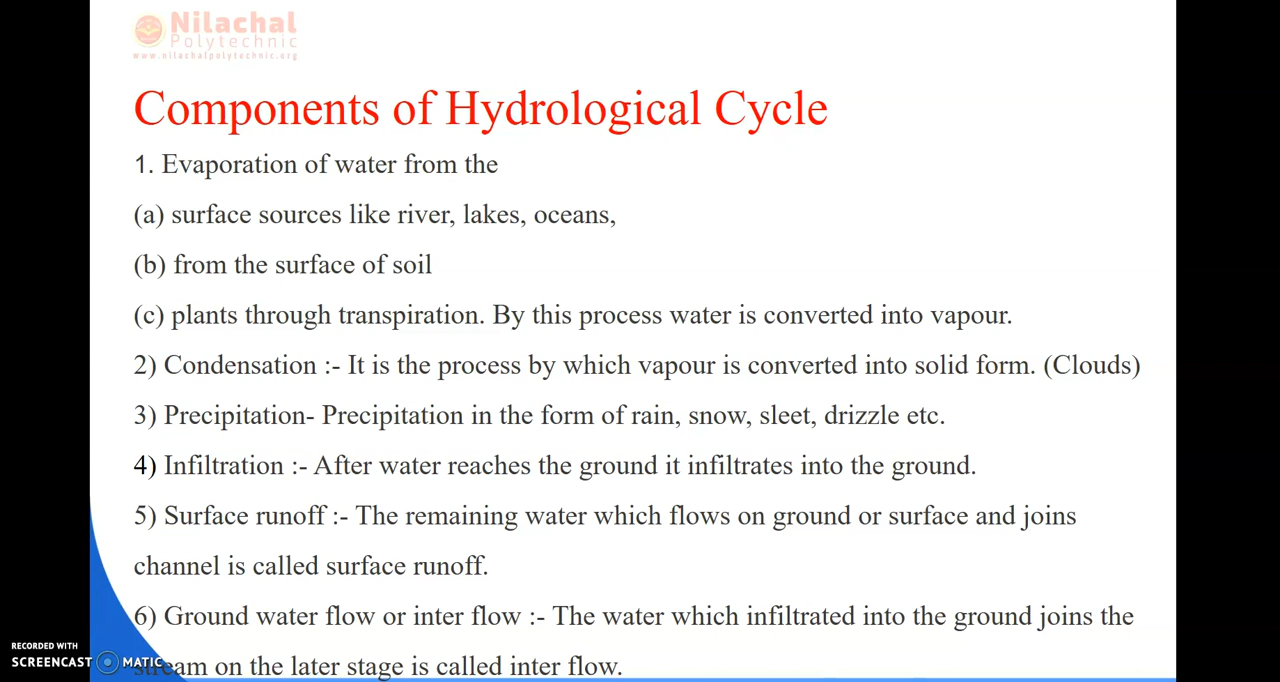 Nilachal
Polytechnic
www.nilachalpolytechnic.org
Components of Hydrological Cycle
1. Evaporation of water from the
(a) surface sources like river, lakes, oceans,
(b) from the surface of soil
(c) plants through transpiration. By this process water is converted into vapour.
2) Condensation :- It is the process by which vapour is converted into solid form. (Clouds)
3) Precipitation- Precipitation in the form of rain, snow, sleet, drizzle etc.
4) Infiltration :- After water reaches the ground it infiltrates into the ground.
5) Surface runoff :- The remaining water which flows on ground or surface and joins
channel is called surface runoff.
6) Ground water flow or inter flow :- The water which infiltrated into the ground joins the
stream on the later stage is called inter flow.
RECORDED WITH
SCREENCAST MATIC